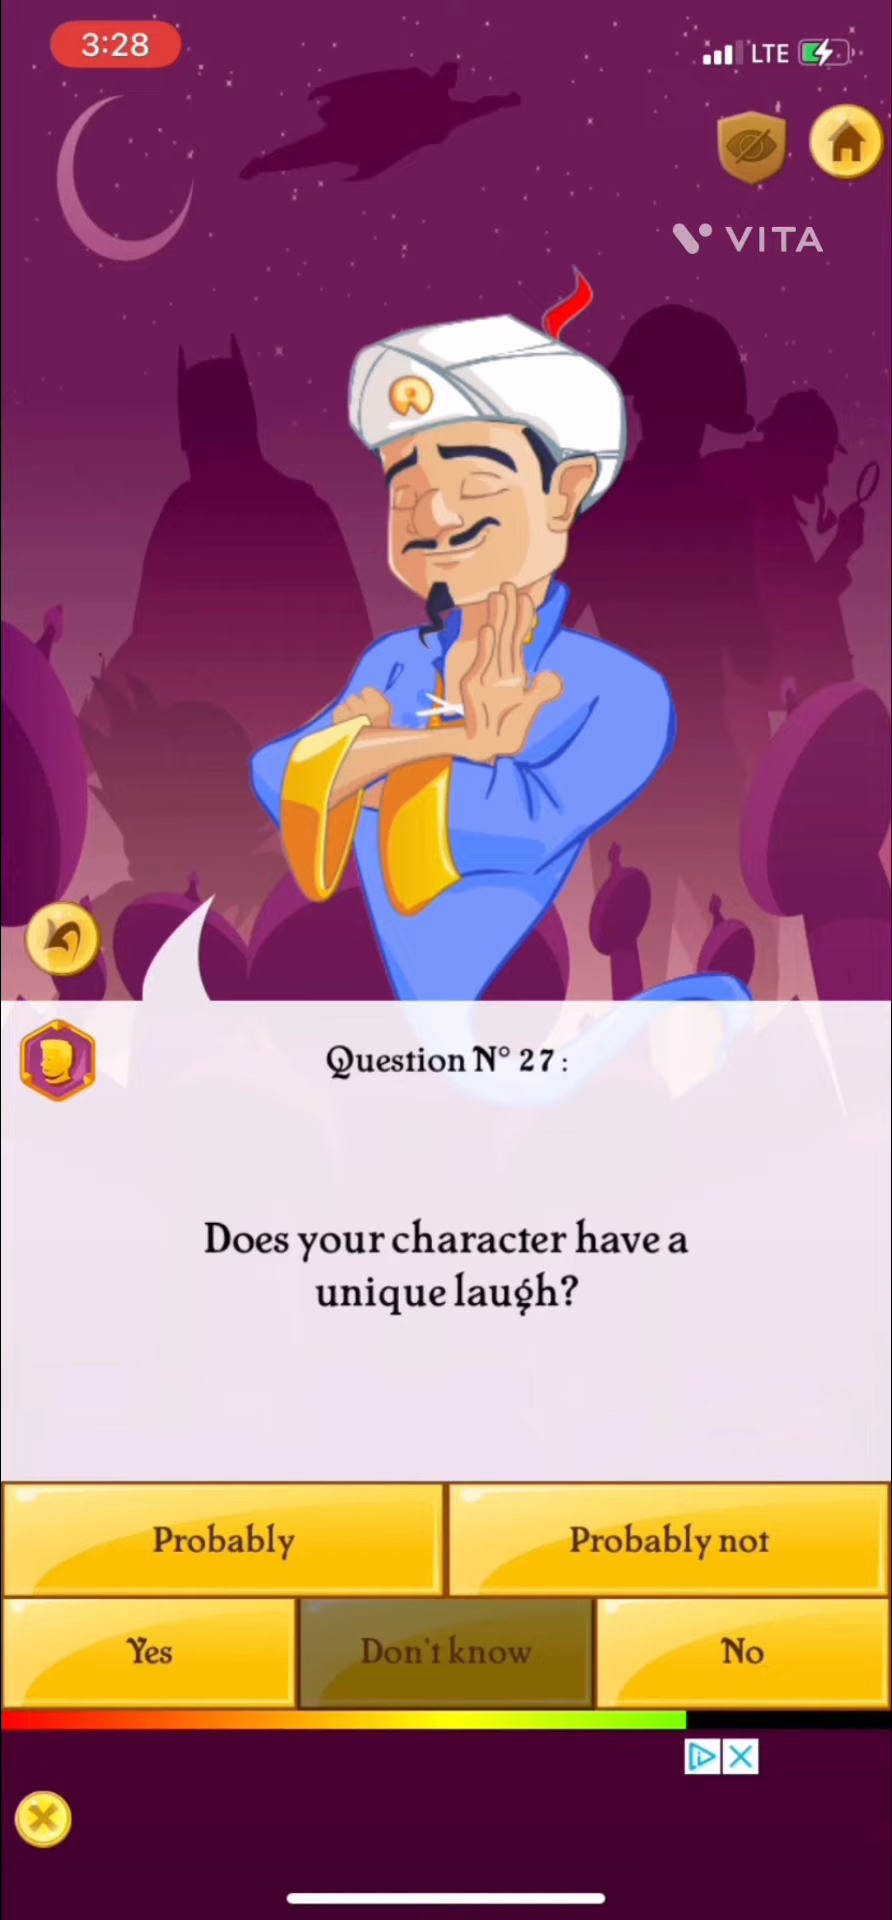 3:28
LTE
VITA
Question N° 27 :
Does your character have a
unique laugh?
Probably
Probably not
Yes
Don't know
No